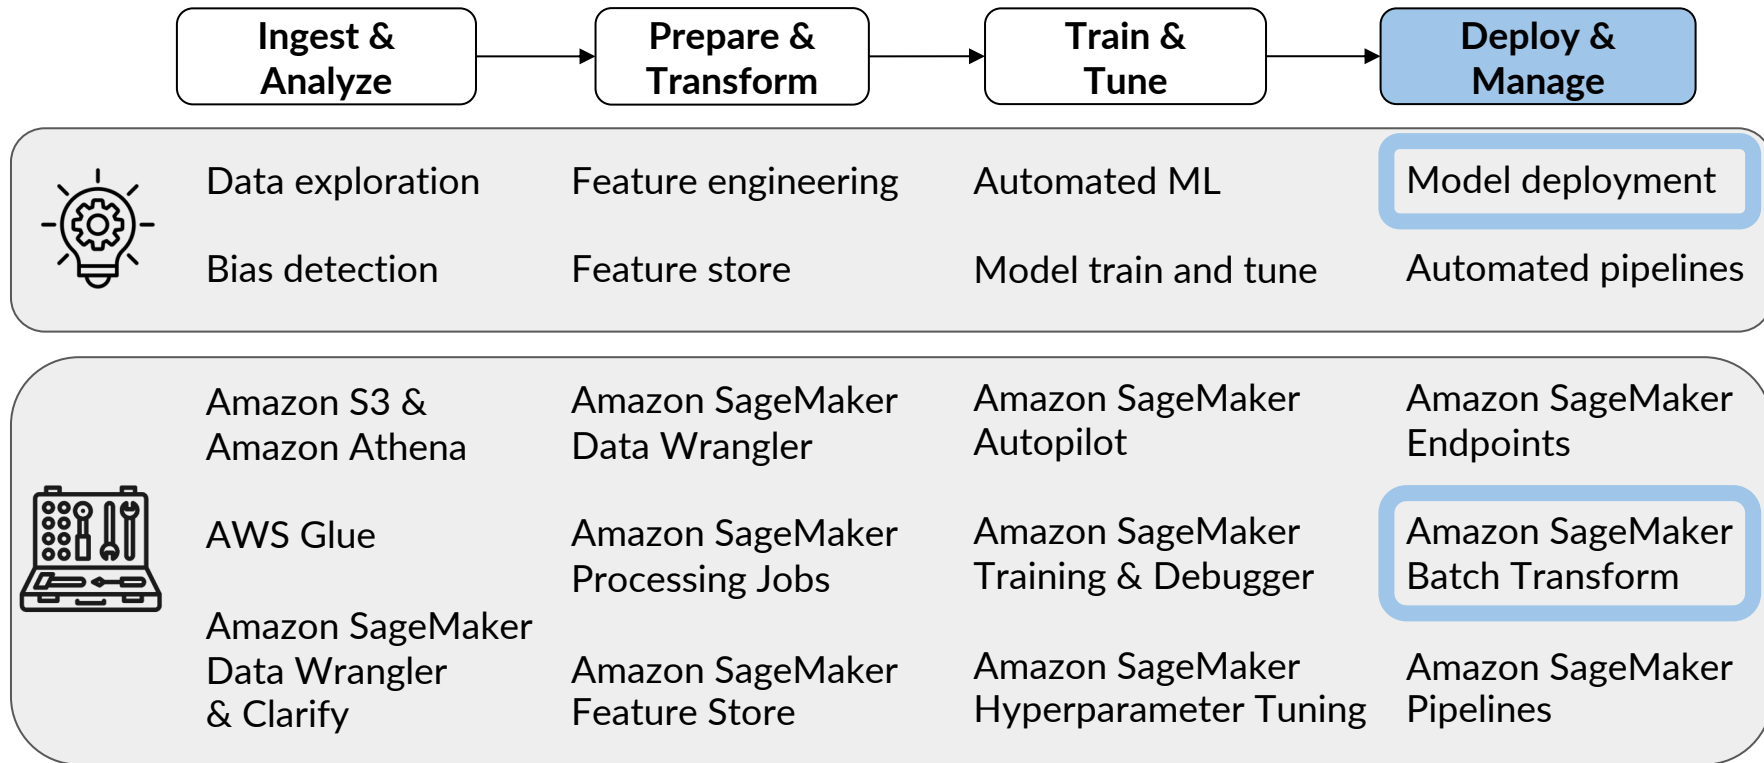 Ingest &
Analyze
Prepare &
Transform
Train &
Tune
Deploy &
Manage
Data exploration
Feature engineering
Automated ML
Model deployment
Bias detection
Feature store
Model train and tune
Automated pipelines
Amazon S3 &
Amazon Athena
Amazon SageMaker
Data Wrangler
Amazon SageMaker
Autopilot
Amazon SageMaker
Endpoints
AWS Glue
Amazon SageMaker
Processing Jobs
Amazon SageMaker
Training & Debugger
Amazon SageMaker
Batch Transform
Amazon SageMaker
Data Wrangler
& Clarify
Amazon SageMaker
Feature Store
Amazon SageMaker
Hyperparameter Tuning
Amazon SageMaker
Pipelines